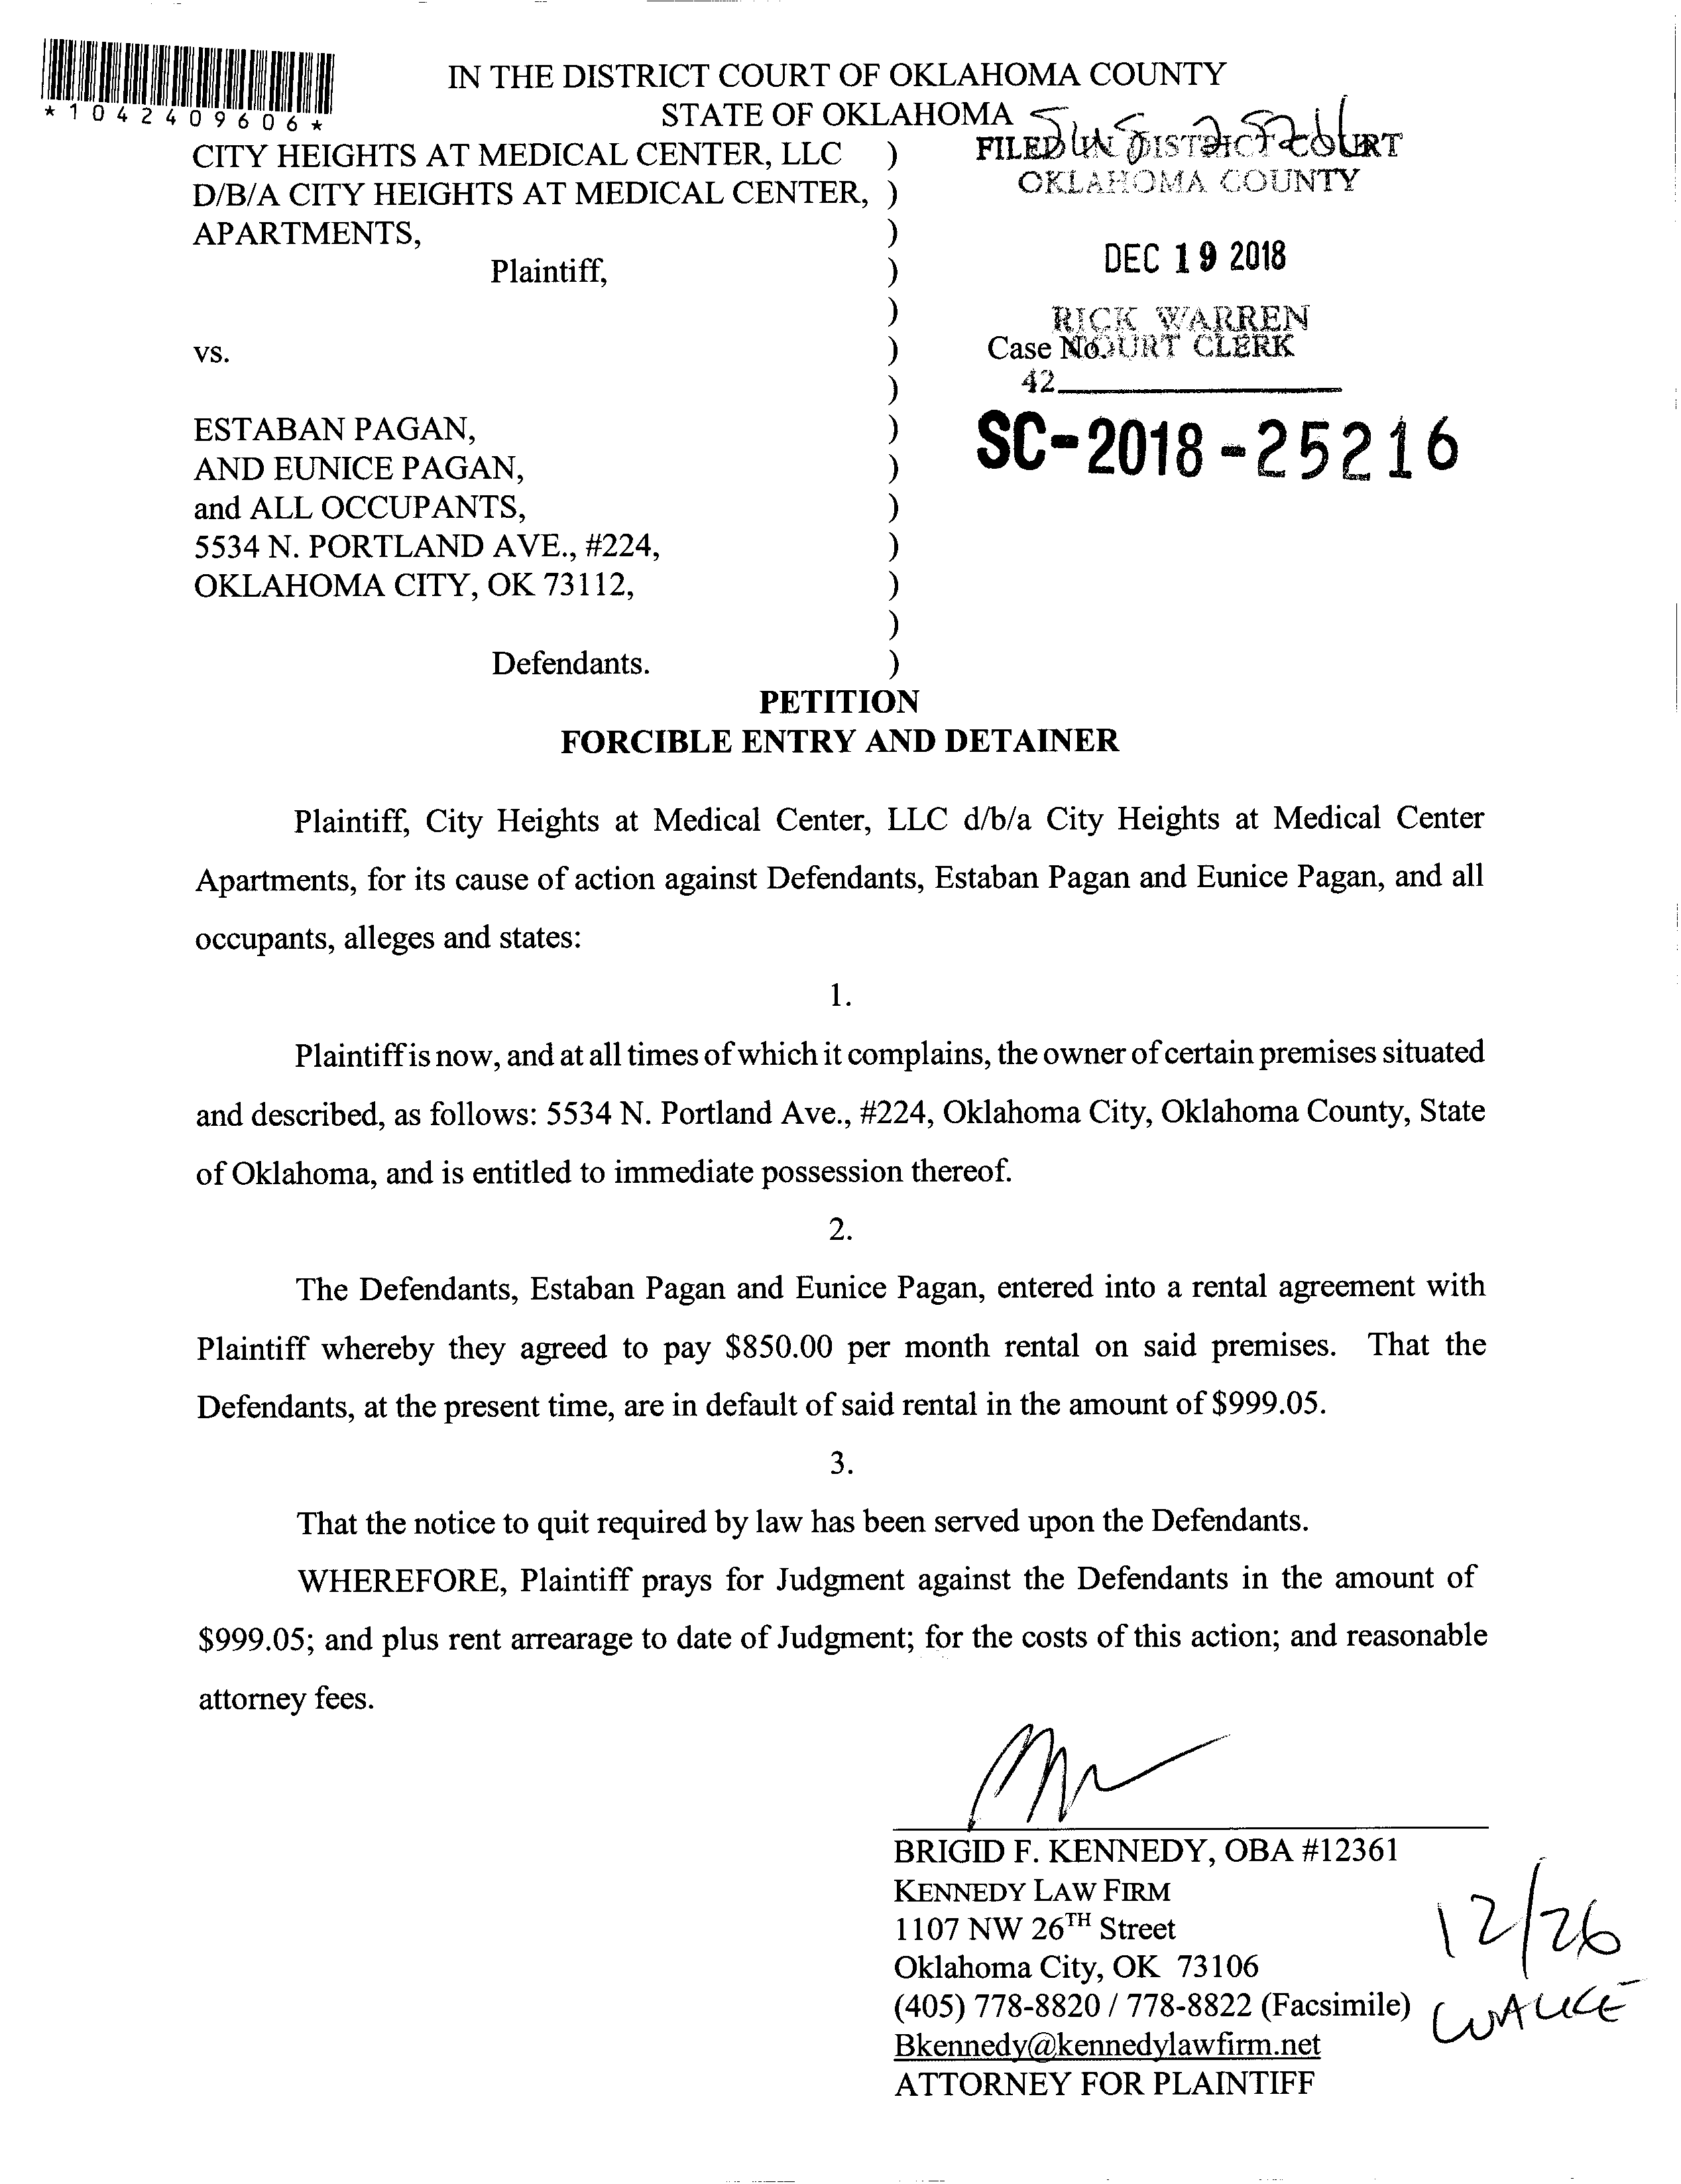 IN THE DISTRICT COURT OF OKLAHOMA COUNTY
STATE OF OKLAHOMA
*1042409606*
CITY HEIGHTS AT MEDICAL CENTER, LLC )
D/B/A CITY HEIGHTS AT MEDICAL CENTER, )
APARTMENTS, )
Plaintiff, )
)
vs. )
)
ESTABAN PAGAN, )
AND EUNICE PAGAN, )
and ALL OCCUPANTS, )
5534 N. PORTLAND AVE., #224, )
OKLAHOMA CITY, OK 73112, )
)
Defendants. )
FILED IN DISTRICT COURT
OKLAHOMA COUNTY
DEC 19 2018
RICK WARREN
COURT CLERK
Case No.
42
SC-2018-25216
PETITION
FORCIBLE ENTRY AND DETAINER
Plaintiff, City Heights at Medical Center, LLC d/b/a City Heights at Medical Center
Apartments, for its cause of action against Defendants, Estaban Pagan and Eunice Pagan, and all
occupants, alleges and states:
1.
Plaintiff is now, and at all times of which it complains, the owner of certain premises situated
and described, as follows: 5534 N. Portland Ave., #224, Oklahoma City, Oklahoma County, State
of Oklahoma, and is entitled to immediate possession thereof.
2.
The Defendants, Estaban Pagan and Eunice Pagan, entered into a rental agreement with
Plaintiff whereby they agreed to pay $850.00 per month rental on said premises. That the
Defendants, at the present time, are in default of said rental in the amount of $999.05.
3.
That the notice to quit required by law has been served upon the Defendants.
WHEREFORE, Plaintiff prays for Judgment against the Defendants in the amount of
$999.05; and plus rent arrearage to date of Judgment; for the costs of this action; and reasonable
attorney fees.
BRIGID F. KENNEDY, OBA #12361
KENNEDY LAW FIRM
1107 NW 26TH Street
Oklahoma City, OK 73106
(405) 778-8820 / 778-8822 (Facsimile)
Bkennedy@kennedylawfirm.net
ATTORNEY FOR PLAINTIFF
12/26